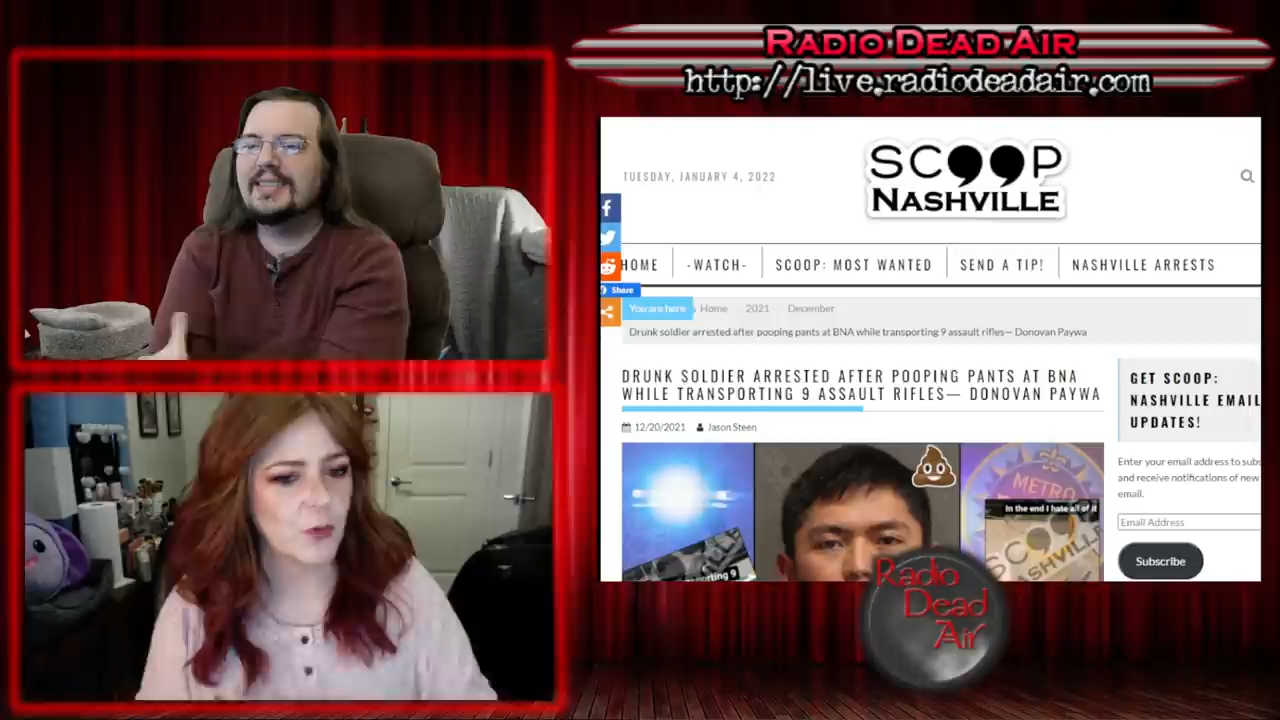 RADIO DEAD AIR
http://live.radiodeadair.com
TUESDAY, JANUARY 4, 2022
SCOOP
NASHVILLE
HOME
-WATCH-
SCOOP: MOST WANTED
SEND A TIP!
NASHVILLE ARRESTS
Share
You are here
Home
2021
December
Drunk soldier arrested after pooping pants at BNA while transporting 9 assault rifles— Donovan Paywa
DRUNK SOLDIER ARRESTED AFTER POOPING PANTS AT BNA
WHILE TRANSPORTING 9 ASSAULT RIFLES— DONOVAN PAYWA
12/20/2021
Jason Steen
GET SCOOP:
NASHVILLE EMAIL
UPDATES!
Enter your email address to subs
and receive notifications of new
email.
Email Address
Subscribe
METRO
In the end I hate all of it
SCOOP
NASHVILLE
porting 9
Radio
Dead
Air